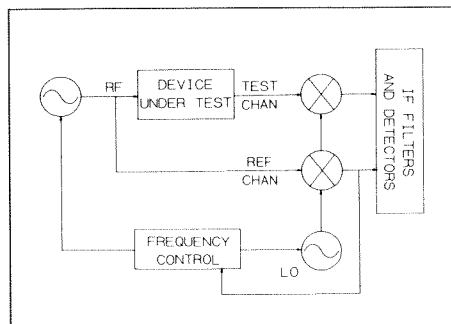 RF
DEVICE
UNDER TEST
TEST
CHAN
IF FILTERS
AND DETECTORS
REF
CHAN
FREQUENCY
CONTROL
LO